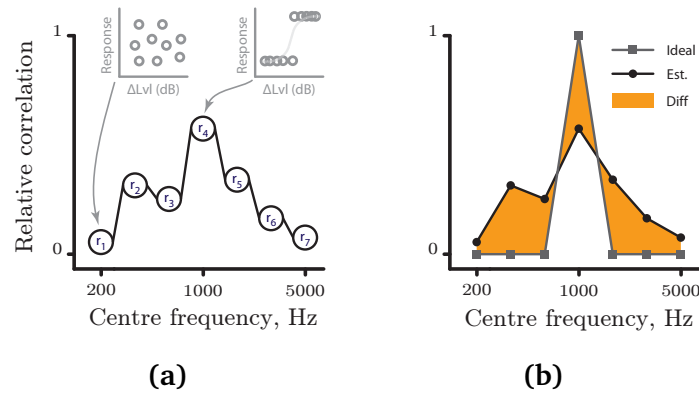 Relative correlation
1
0
Response
ΔLvl (dB)
Response
ΔLvl (dB)
r1
r2
r3
r4
r5
r6
r7
200
1000
5000
Centre frequency, Hz
(a)
1
0
Ideal
Est.
Diff
200
1000
5000
Centre frequency, Hz
(b)